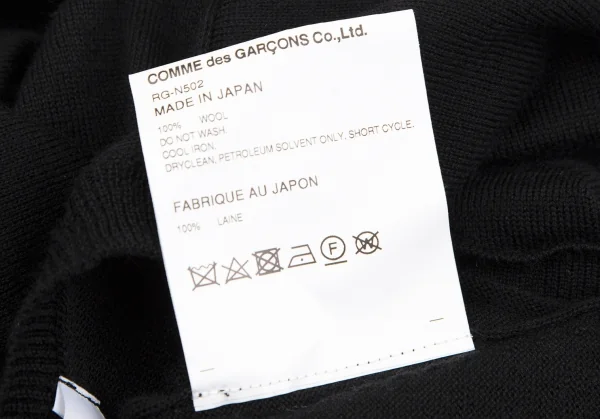 COMME des GARÇONS Co.,Ltd.
RG-N502
MADE IN JAPAN
100% WOOL
DO NOT WASH.
COOL IRON.
DRYCLEAN, PETROLEUM SOLVENT ONLY, SHORT CYCLE.
FABRIQUE AU JAPON
100% LAINE
F W